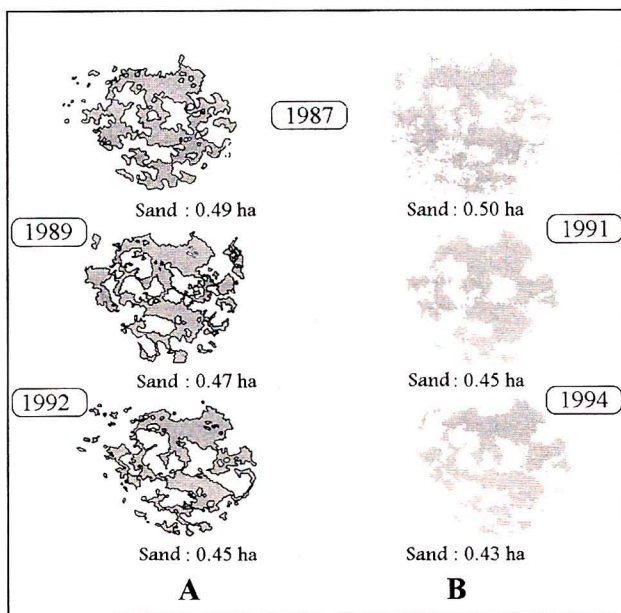 1987
Sand : 0.49 ha
Sand : 0.50 ha
1989
1991
Sand : 0.47 ha
Sand : 0.45 ha
1992
1994
Sand : 0.45 ha
Sand : 0.43 ha
A
B